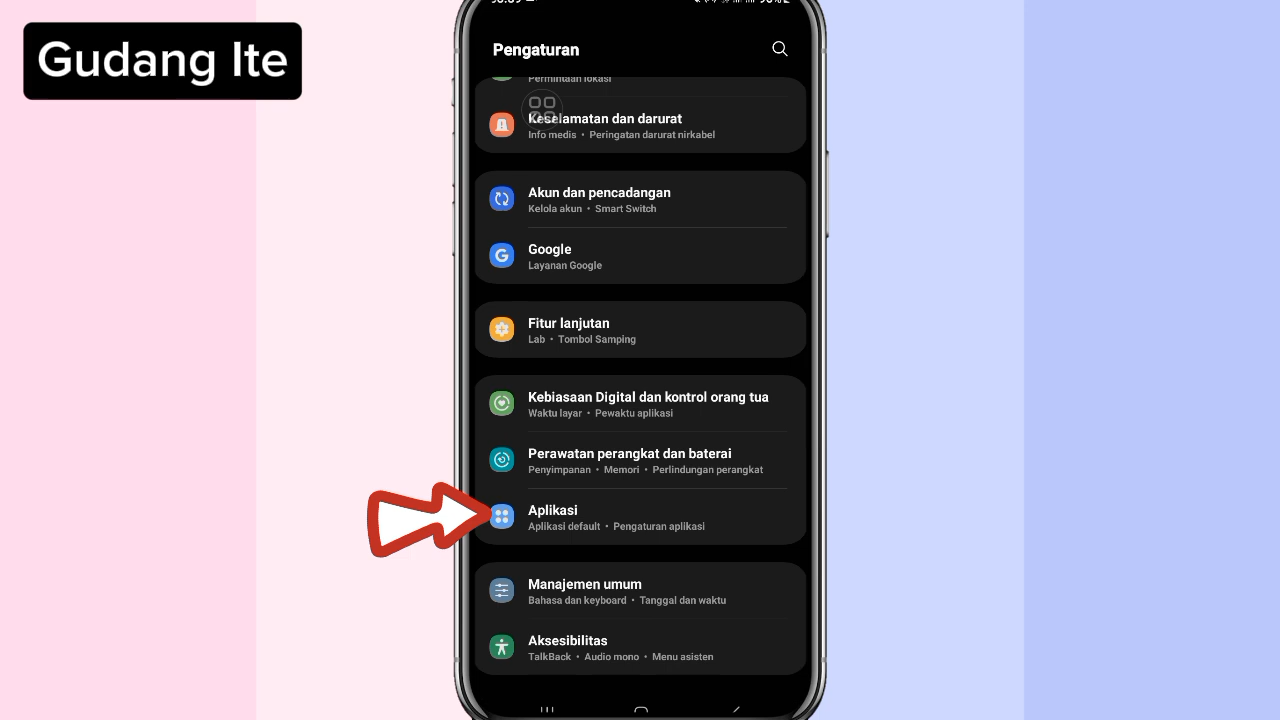 Gudang Ite
Pengaturan
Permintaan lokasi
Keselamatan dan darurat
Info medis • Peringatan darurat nirkabel
Akun dan pencadangan
Kelola akun • Smart Switch
Google
Layanan Google
Fitur lanjutan
Lab • Tombol Samping
Kebiasaan Digital dan kontrol orang tua
Waktu layar • Pewaktu aplikasi
Perawatan perangkat dan baterai
Penyimpanan • Memori • Perlindungan perangkat
Aplikasi
Aplikasi default • Pengaturan aplikasi
Manajemen umum
Bahasa dan keyboard • Tanggal dan waktu
Aksesibilitas
TalkBack • Audio mono • Menu asisten